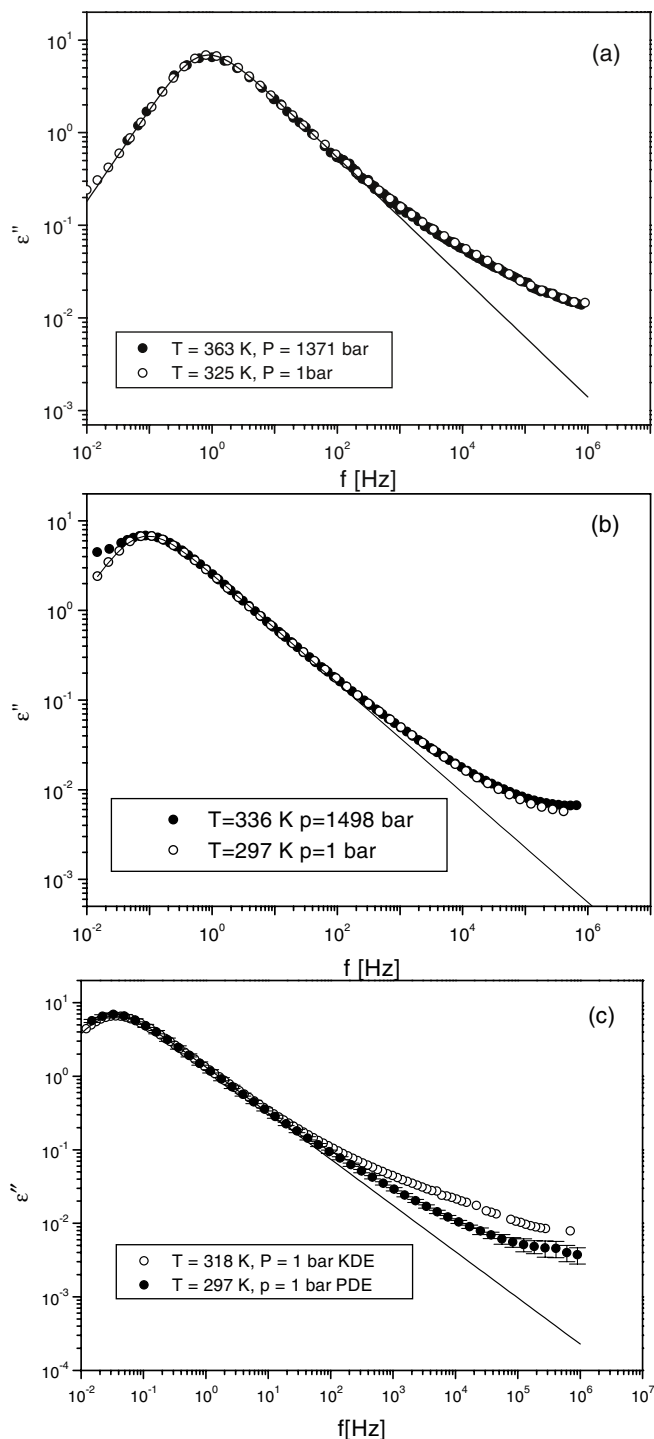 (a)
10^1
10^0
10^-1
10^-2
10^-3
ε''
T = 363 K, P = 1371 bar
T = 325 K, P = 1bar
10^-2 10^0 10^2 10^4 10^6
f [Hz]
(b)
10^1
10^0
10^-1
10^-2
10^-3
ε''
T=336 K p=1498 bar
T=297 K p=1 bar
10^-2 10^0 10^2 10^4 10^6
f [Hz]
(c)
10^1
10^0
10^-1
10^-2
10^-3
10^-4
ε''
T = 318 K, P = 1 bar KDE
T = 297 K, p = 1 bar PDE
10^-2 10^-1 10^0 10^1 10^2 10^3 10^4 10^5 10^6 10^7
f[Hz]